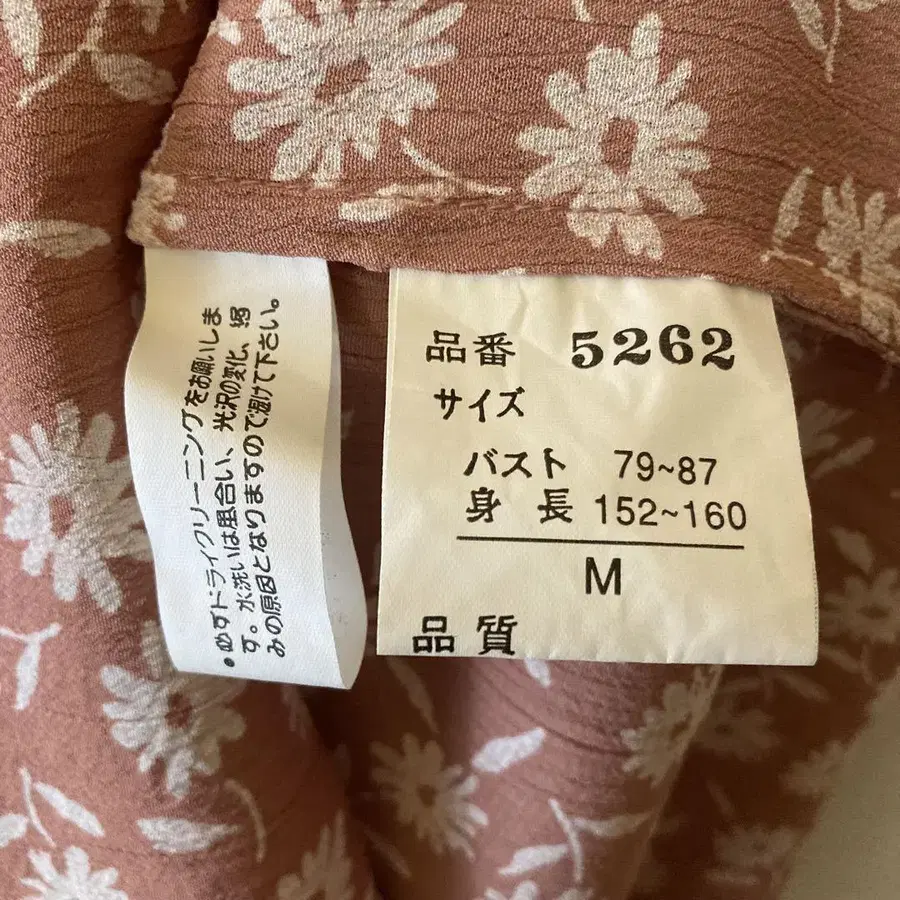 •必ずドライクリーニングをお願いしま
す。水洗いは風合い、光沢の変化、縮
みの原因となりますので避けて下さい。
品番 5262
サイズ
バスト 79~87
身長 152~160
M
品質